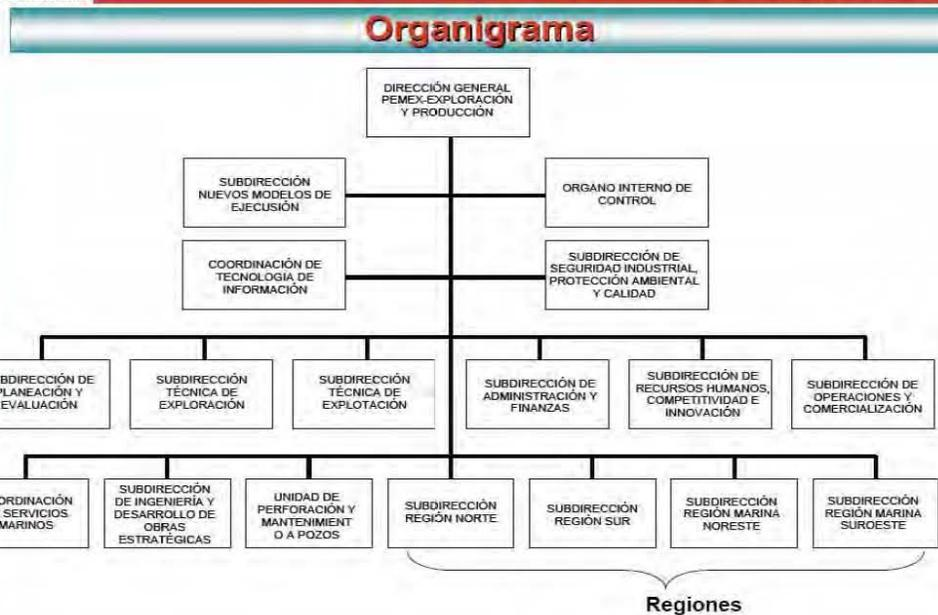 Organigrama
DIRECCIÓN GENERAL
PEMEX-EXPLORACIÓN
Y PRODUCCIÓN
SUBDIRECCIÓN
NUEVOS MODELOS DE
EJECUSIÓN
ORGANO INTERNO DE
CONTROL
COORDINACIÓN DE
TECNOLOGIA DE
INFORMACIÓN
SUBDIRECCIÓN DE
SEGURIDAD INDUSTRIAL,
PROTECCIÓN AMBIENTAL
Y CALIDAD
UBDIRECCIÓN DE
PLANEACIÓN Y
EVALUACIÓN
SUBDIRECCIÓN
TÉCNICA DE
EXPLORACIÓN
SUBDIRECCIÓN
TÉCNICA DE
EXPLOTACIÓN
SUBDIRECCIÓN DE
ADMINISTRACIÓN Y
FINANZAS
SUBDIRECCIÓN DE
RECURSOS HUMANOS,
COMPETITIVIDAD E
INNOVACIÓN
SUBDIRECCIÓN DE
OPERACIONES Y
COMERCIALIZACIÓN
ORDINACIÓN
SERVICIOS
MARINOS
SUBDIRECCIÓN
DE INGENIERÍA Y
DESARROLLO DE
OBRAS
ESTRATÉGICAS
UNIDAD DE
PERFORACIÓN Y
MANTENIMIENT
O A POZOS
SUBDIRECCIÓN
REGIÓN NORTE
SUBDIRECCIÓN
REGIÓN SUR
SUBDIRECCIÓN
REGIÓN MARINA
NORESTE
SUBDIRECCIÓN
REGIÓN MARINA
SUROESTE
Regiones